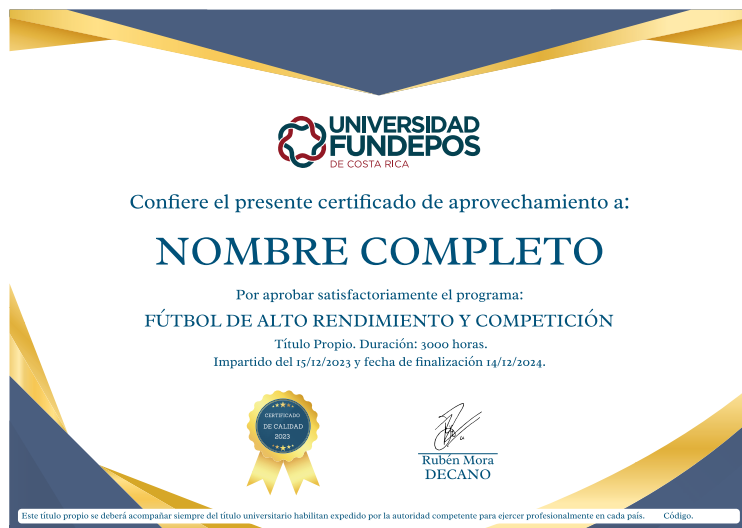 UNIVERSIDAD
FUNDEPOS
DE COSTA RICA
Confiere el presente certificado de aprovechamiento a:
NOMBRE COMPLETO
Por aprobar satisfactoriamente el programa:
FÚTBOL DE ALTO RENDIMIENTO Y COMPETICIÓN
Título Propio. Duración: 3000 horas.
Impartido del 15/12/2023 y fecha de finalización 14/12/2024.
CERTIFICADO
DE CALIDAD
2023
Rubén Mora
DECANO
Este título propio se deberá acompañar siempre del título universitario habilitan expedido por la autoridad competente para ejercer profesionalmente en cada país. Código.